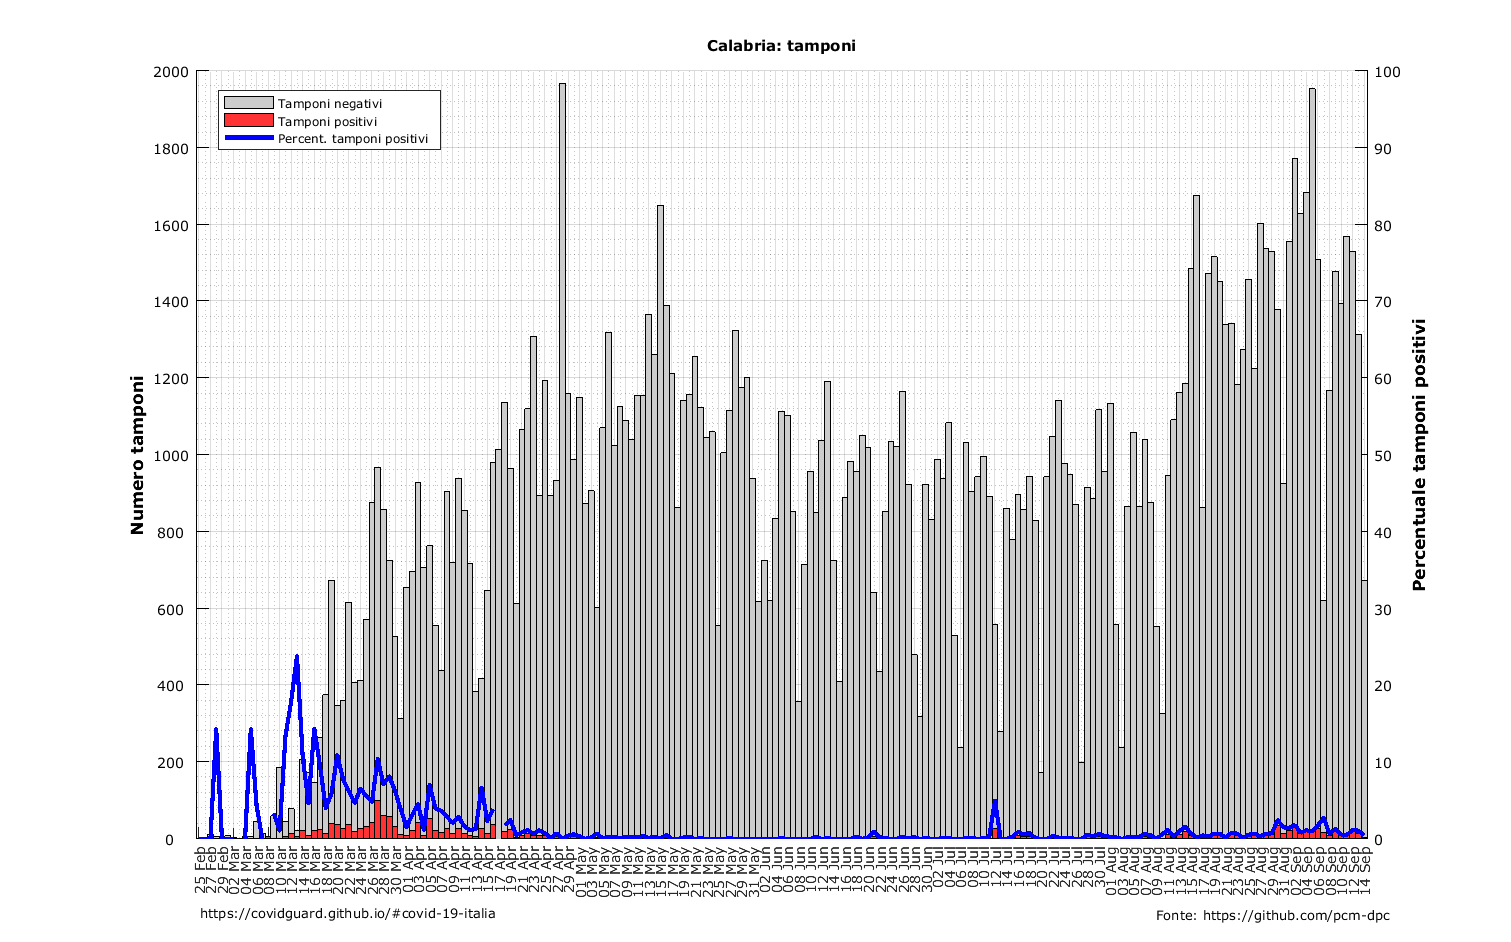 Calabria: tamponi
Tamponi negativi
Tamponi positivi
Percent. tamponi positivi
Numero tamponi
2000
1800
1600
1400
1200
1000
800
600
400
200
0
100
90
80
70
60
50
40
30
20
10
0
Percentuale tamponi positivi
25 Feb
27 Feb
29 Feb
02 Mar
04 Mar
06 Mar
08 Mar
10 Mar
12 Mar
14 Mar
16 Mar
18 Mar
20 Mar
22 Mar
24 Mar
26 Mar
28 Mar
30 Mar
01 Apr
03 Apr
05 Apr
07 Apr
09 Apr
11 Apr
13 Apr
15 Apr
17 Apr
19 Apr
21 Apr
23 Apr
25 Apr
27 Apr
29 Apr
01 May
03 May
05 May
07 May
09 May
11 May
13 May
15 May
17 May
19 May
21 May
23 May
25 May
27 May
29 May
31 May
02 Jun
04 Jun
06 Jun
08 Jun
10 Jun
12 Jun
14 Jun
16 Jun
18 Jun
20 Jun
22 Jun
24 Jun
26 Jun
28 Jun
30 Jun
02 Jul
04 Jul
06 Jul
08 Jul
10 Jul
12 Jul
14 Jul
16 Jul
18 Jul
20 Jul
22 Jul
24 Jul
26 Jul
28 Jul
30 Jul
01 Aug
03 Aug
05 Aug
07 Aug
09 Aug
11 Aug
13 Aug
15 Aug
17 Aug
19 Aug
21 Aug
23 Aug
25 Aug
27 Aug
29 Aug
31 Aug
02 Sep
04 Sep
06 Sep
08 Sep
10 Sep
12 Sep
14 Sep
https://covidguard.github.io/#covid-19-italia
Fonte: https://github.com/pcm-dpc